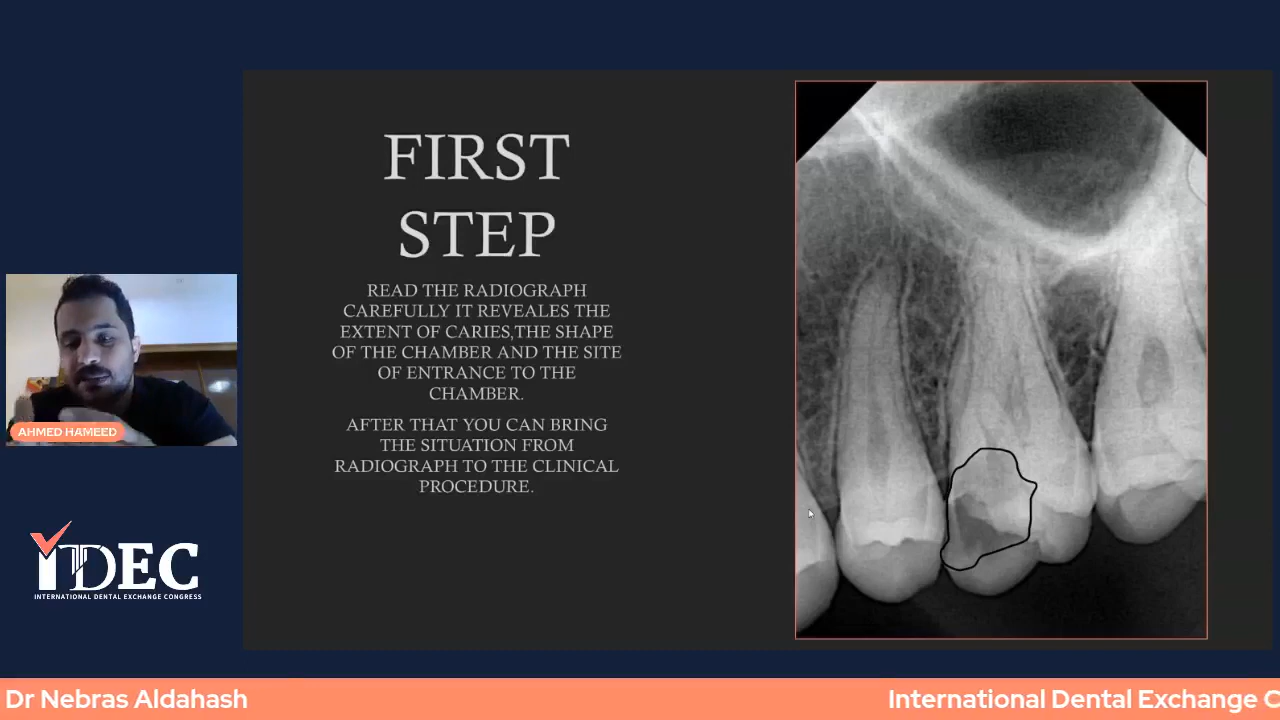 FIRST
STEP
READ THE RADIOGRAPH
CAREFULLY IT REVEALES THE
EXTENT OF CARIES,THE SHAPE
OF THE CHAMBER AND THE SITE
OF ENTRANCE TO THE
CHAMBER.
AFTER THAT YOU CAN BRING
THE SITUATION FROM
RADIOGRAPH TO THE CLINICAL
PROCEDURE.
AHMED HAMEED
IDEC
INTERNATIONAL DENTAL EXCHANGE CONGRESS
Dr Nebras Aldahash
International Dental Exchange C